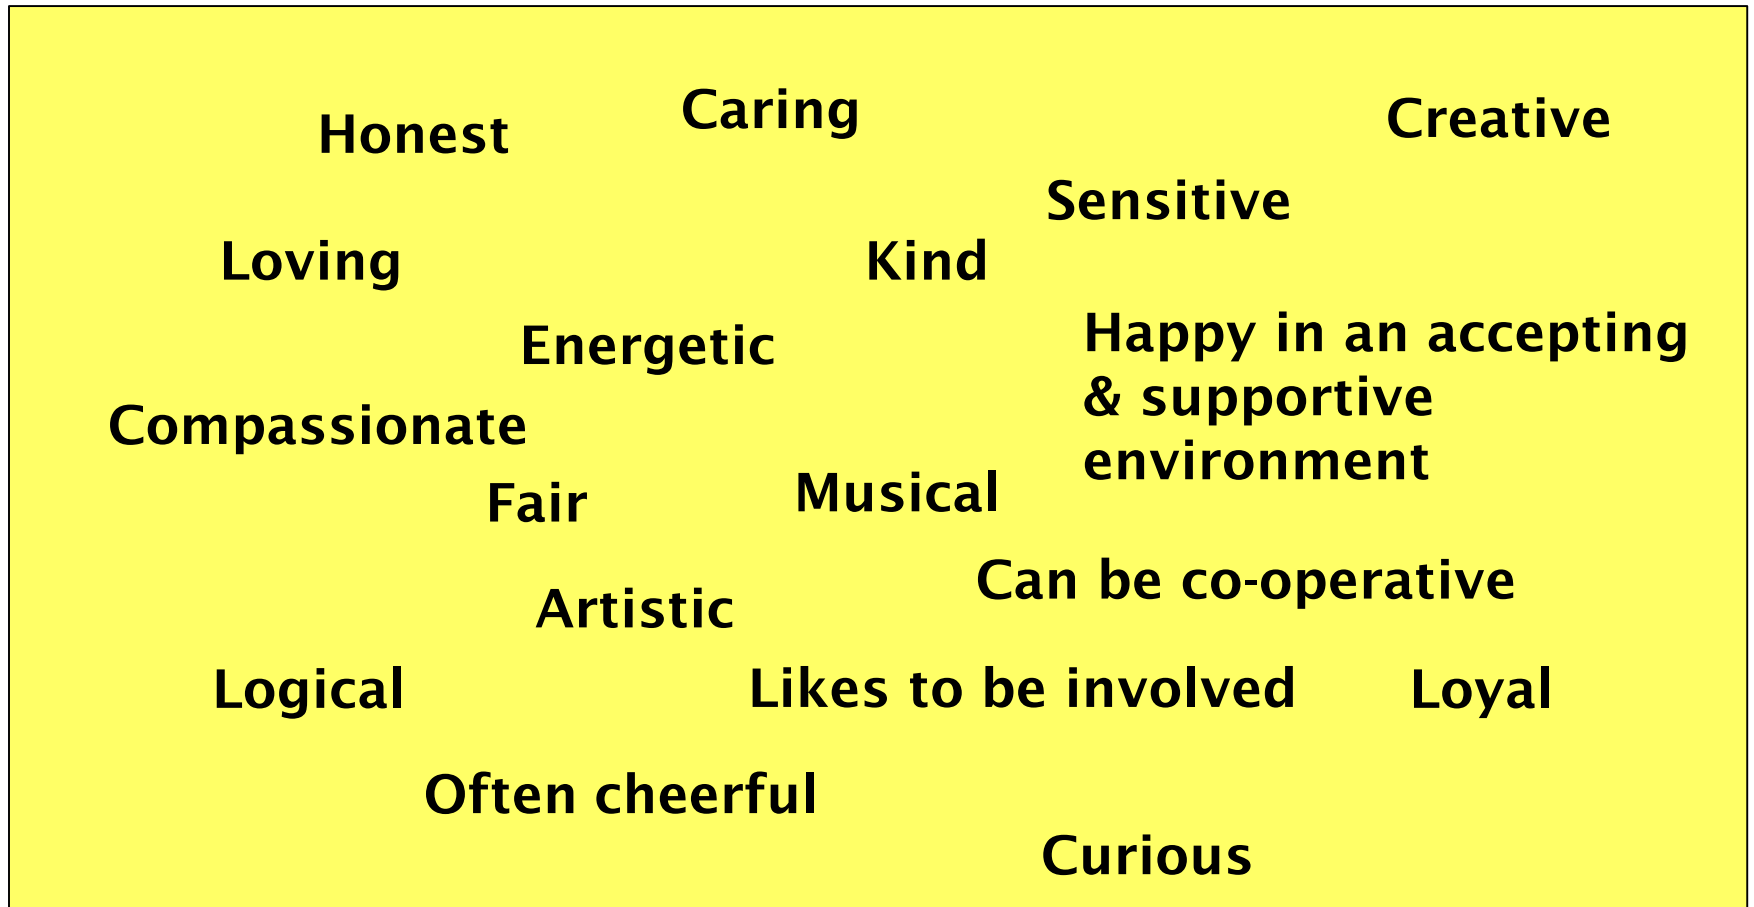 Caring
Creative
Honest
Sensitive
Loving
Kind
Happy in an accepting
& supportive
environment
Energetic
Compassionate
Musical
Fair
Can be co-operative
Artistic
Logical
Likes to be involved
Loyal
Often cheerful
Curious